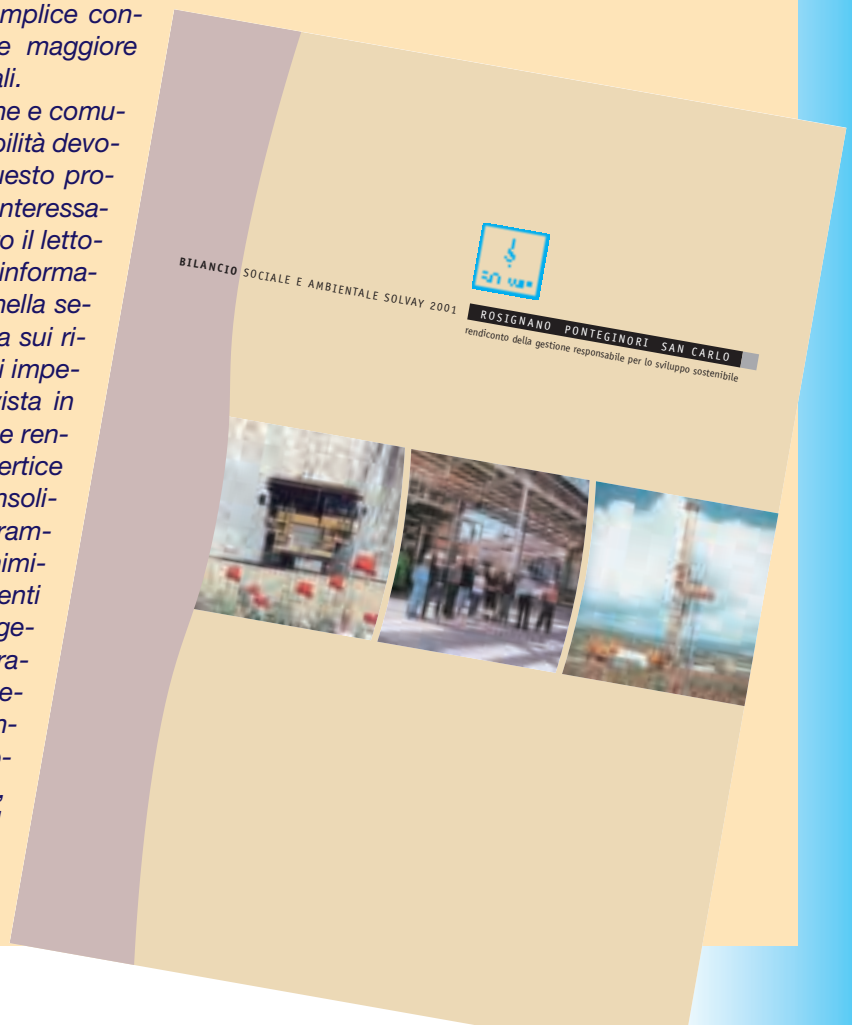 mplice con-
e maggiore
ali.
ne e comu-
bilità devo-
uesto pro-
nteressa-
o il letto-
informa-
nella se-
a sui ri-
i impe-
vista in
e ren-
ertice
nsoli-
ram-
nimi-
enti
ge-
ra-
e-
n-
BILANCIO SOCIALE E AMBIENTALE SOLVAY 2001
ROSIGNANO PONTEGINORI SAN CARLO
rendiconto della gestione responsabile per lo sviluppo sostenibile